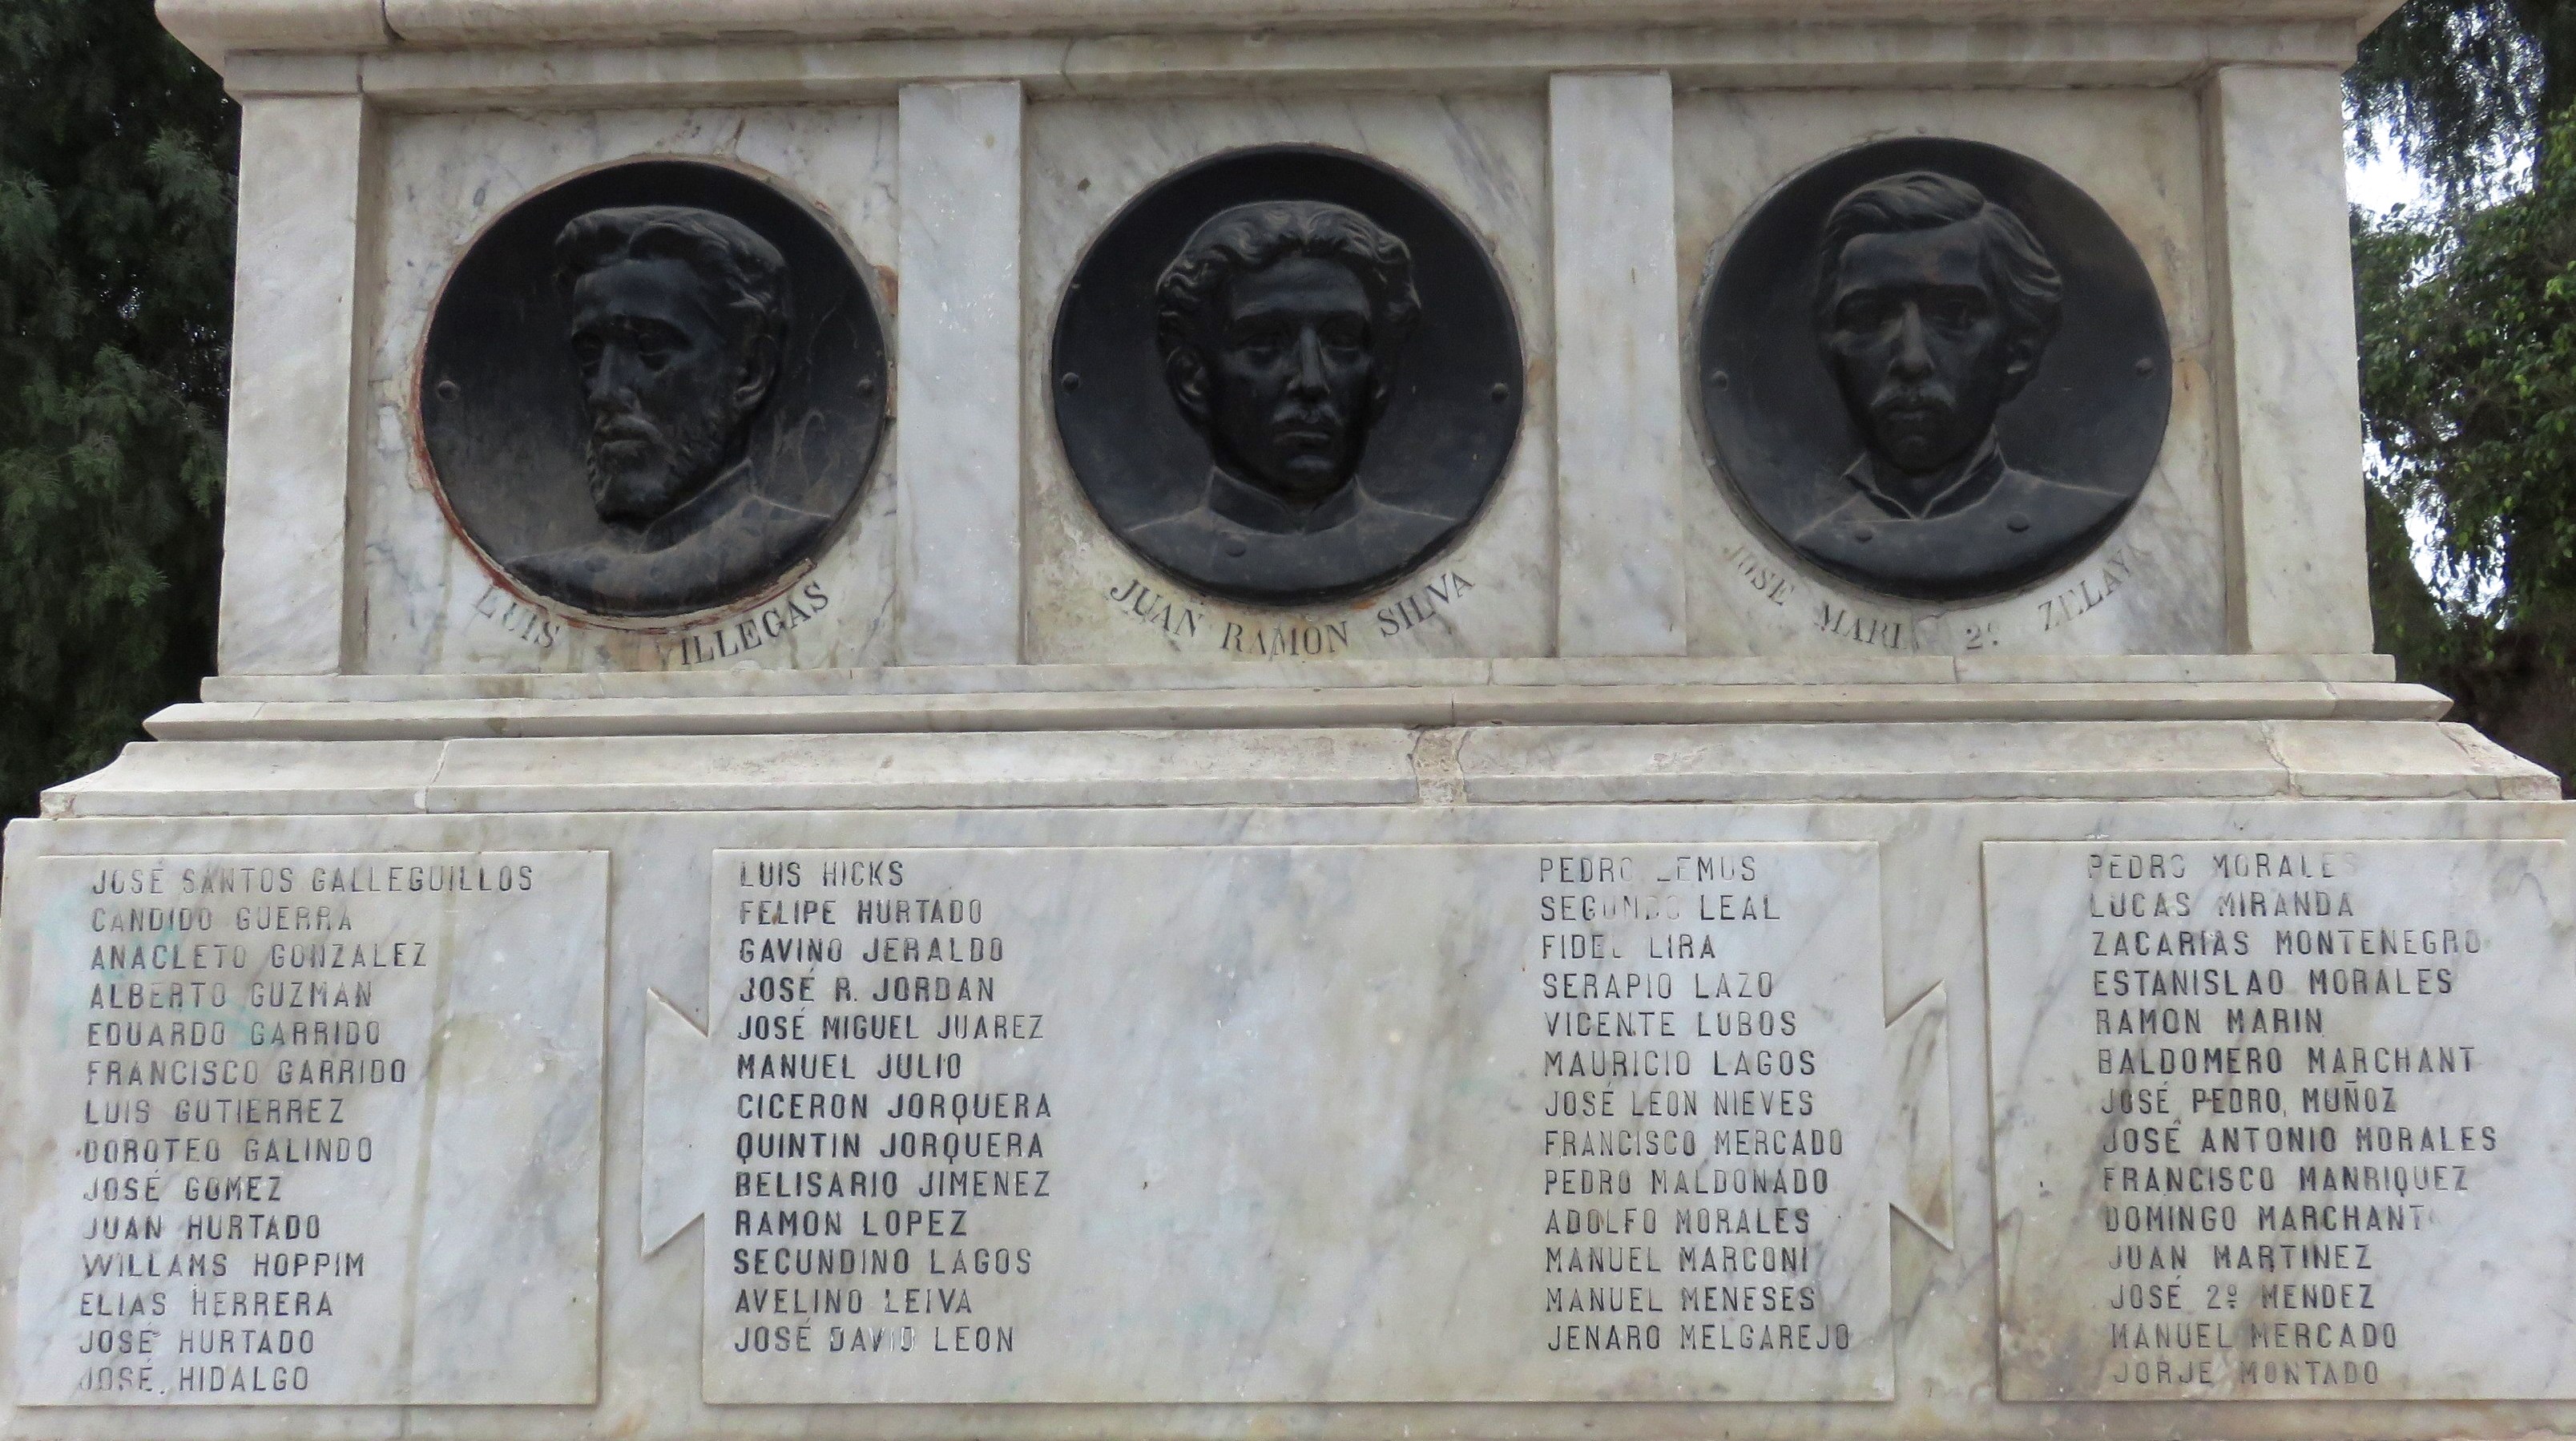 LUIS VILLEGAS
JUAN RAMON SILVA
JOSE MARIA 2º ZELAYA
JOSÉ SANTOS GALLEGUILLOS
CANDIDO GUERRA
ANACLETO GONZALEZ
ALBERTO GUZMAN
EDUARDO GARRIDO
FRANCISCO GARRIDO
LUIS GUTIERREZ
DOROTEO GALINDO
JOSÉ GOMEZ
JUAN HURTADO
WILLAMS HOPPIM
ELIAS HERRERA
JOSÉ HURTADO
JOSÉ HIDALGO
LUIS HICKS
FELIPE HURTADO
GAVINO JERALDO
JOSÉ R. JORDAN
JOSÉ MIGUEL JUAREZ
MANUEL JULIO
CICERON JORQUERA
QUINTIN JORQUERA
BELISARIO JIMENEZ
RAMON LOPEZ
SECUNDINO LAGOS
AVELINO LEIVA
JOSÉ DAVID LEON
PEDRO LEMUS
SEGUNDO LEAL
FIDEL LIRA
SERAPIO LAZO
VICENTE LUBOS
MAURICIO LAGOS
JOSÉ LEON NIEVES
FRANCISCO MERCADO
PEDRO MALDONADO
ADOLFO MORALES
MANUEL MARCONI
MANUEL MENESES
JENARO MELGAREJO
PEDRO MORALES
LUCAS MIRANDA
ZACARIAS MONTENEGRO
ESTANISLAO MORALES
RAMON MARIN
BALDOMERO MARCHANT
JOSÉ PEDRO MUÑOZ
JOSÉ ANTONIO MORALES
FRANCISCO MANRIQUEZ
DOMINGO MARCHANT
JUAN MARTINEZ
JOSÉ 2º MENDEZ
MANUEL MERCADO
JORJE MONTADO